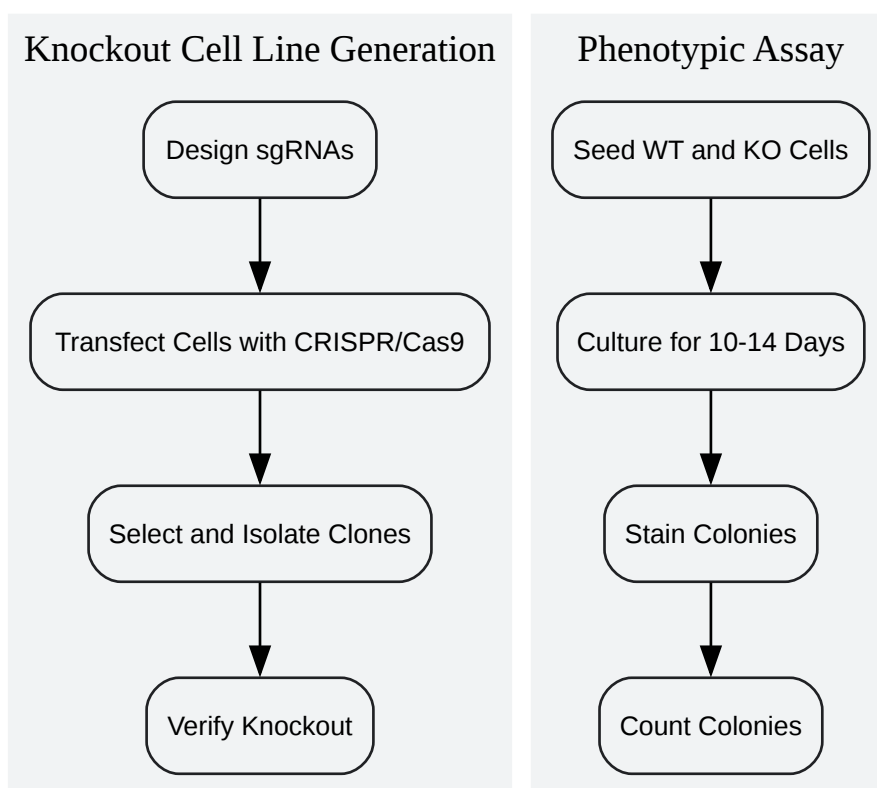 Knockout Cell Line Generation
Design sgRNAs
Transfect Cells with CRISPR/Cas9
Select and Isolate Clones
Verify Knockout
Phenotypic Assay
Seed WT and KO Cells
Culture for 10-14 Days
Stain Colonies
Count Colonies